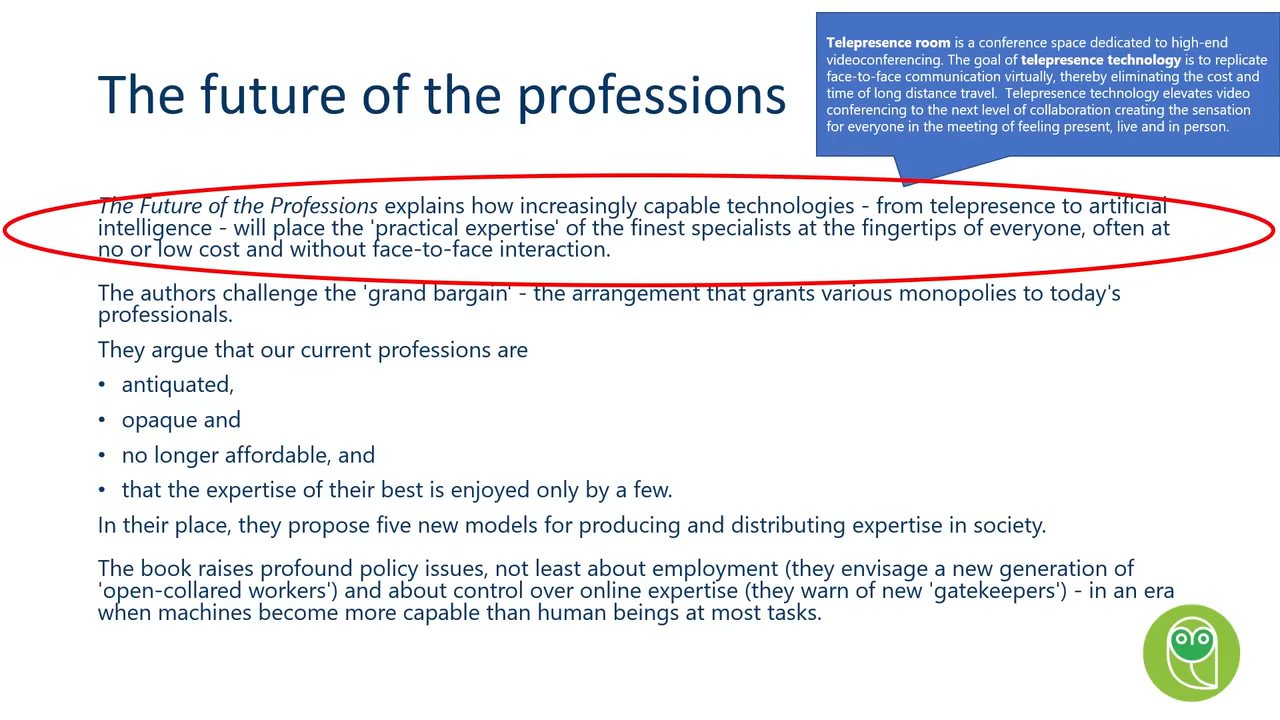 The future of the professions
Telepresence room is a conference space dedicated to high-end
videoconferencing. The goal of telepresence technology is to replicate
face-to-face communication virtually, thereby eliminating the cost and
time of long distance travel.  Telepresence technology elevates video
conferencing to the next level of collaboration creating the sensation
for everyone in the meeting of feeling present, live and in person.
The Future of the Professions explains how increasingly capable technologies - from telepresence to artificial
intelligence - will place the 'practical expertise' of the finest specialists at the fingertips of everyone, often at
no or low cost and without face-to-face interaction.
The authors challenge the 'grand bargain' - the arrangement that grants various monopolies to today's
professionals.
They argue that our current professions are
• antiquated,
• opaque and
• no longer affordable, and
• that the expertise of their best is enjoyed only by a few.
In their place, they propose five new models for producing and distributing expertise in society.
The book raises profound policy issues, not least about employment (they envisage a new generation of
'open-collared workers') and about control over online expertise (they warn of new 'gatekeepers') - in an era
when machines become more capable than human beings at most tasks.